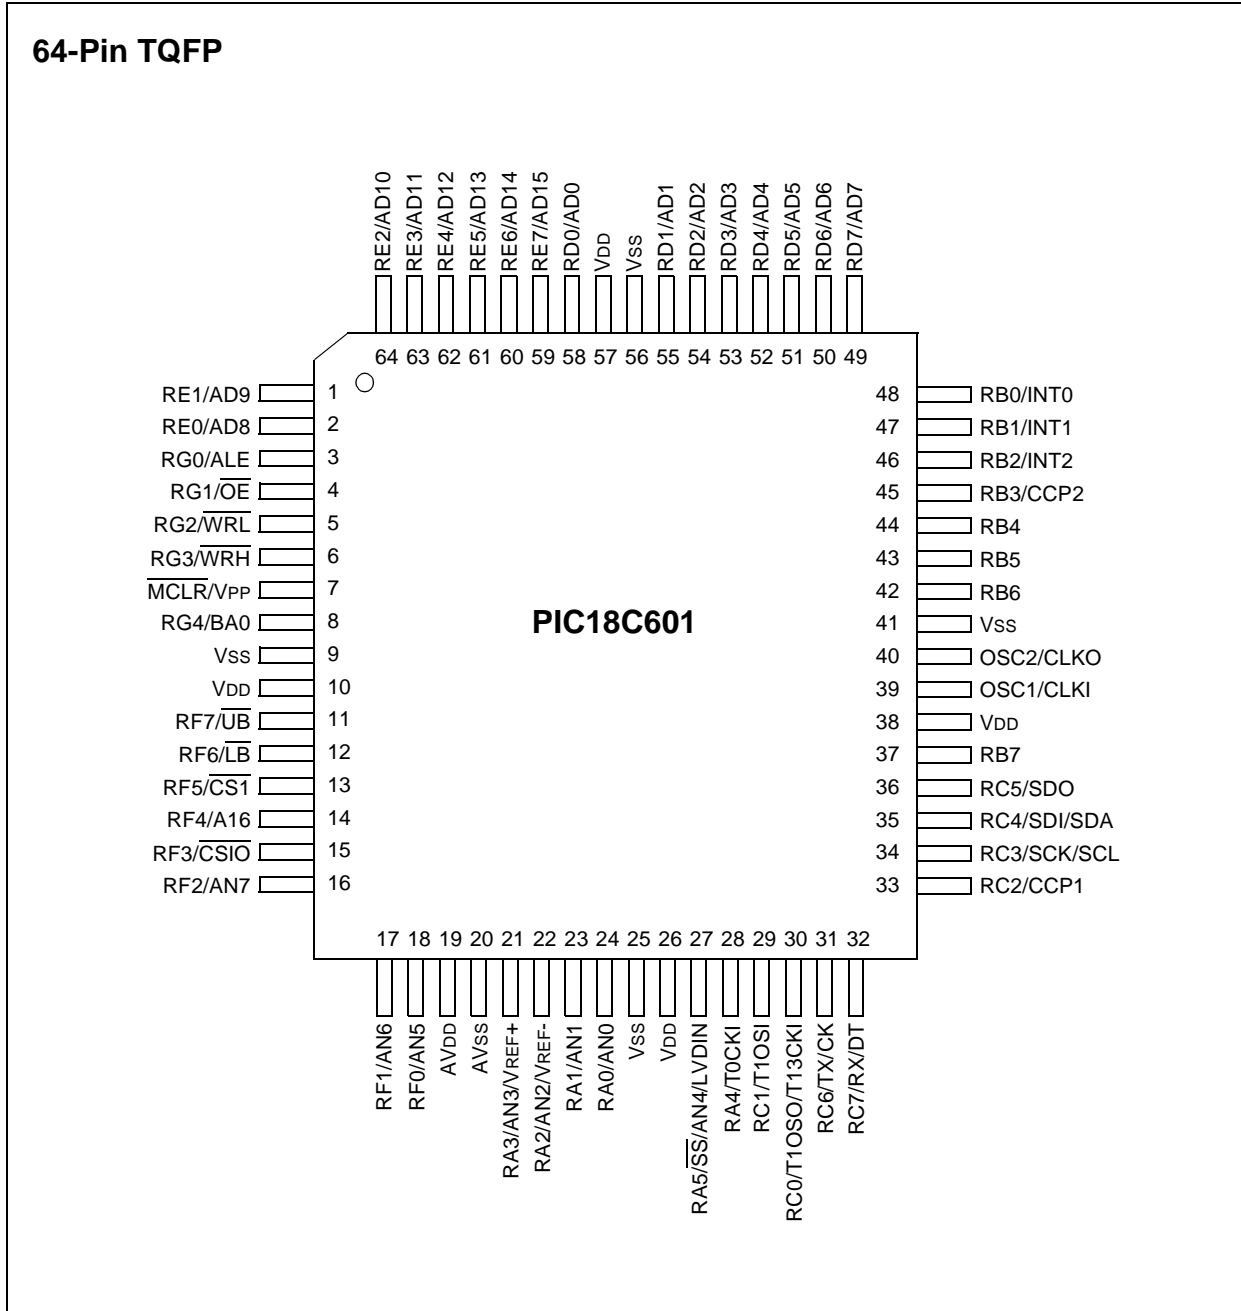 64-Pin TQFP
RE2/AD10
RE3/AD11
RE4/AD12
RE5/AD13
RE6/AD14
RE7/AD15
RD0/AD0
VDD
VSS
RD1/AD1
RD2/AD2
RD3/AD3
RD4/AD4
RD5/AD5
RD6/AD6
RD7/AD7
64 63 62 61 60 59 58 57 56 55 54 53 52 51 50 49
RE1/AD9 1 48 RB0/INT0
RE0/AD8 2 47 RB1/INT1
RG0/ALE 3 46 RB2/INT2
RG1/O̅E̅ 4 45 RB3/CCP2
RG2/W̅R̅L̅ 5 44 RB4
RG3/W̅R̅H̅ 6 43 RB5
M̅C̅L̅R̅/VPP 7 42 RB6
RG4/BA0 8 41 VSS
VSS 9 40 OSC2/CLKO
VDD 10 39 OSC1/CLKI
RF7/U̅B̅ 11 38 VDD
RF6/L̅B̅ 12 37 RB7
RF5/C̅S̅1̅ 13 36 RC5/SDO
RF4/A16 14 35 RC4/SDI/SDA
RF3/C̅S̅I̅O̅ 15 34 RC3/SCK/SCL
RF2/AN7 16 33 RC2/CCP1
PIC18C601
17 18 19 20 21 22 23 24 25 26 27 28 29 30 31 32
RF1/AN6
RF0/AN5
AVDD
AVSS
RA3/AN3/VREF+
RA2/AN2/VREF-
RA1/AN1
RA0/AN0
VSS
VDD
RA5/S̅S̅/AN4/LVDIN
RA4/T0CKI
RC1/T1OSI
RC0/T1OSO/T13CKI
RC6/TX/CK
RC7/RX/DT